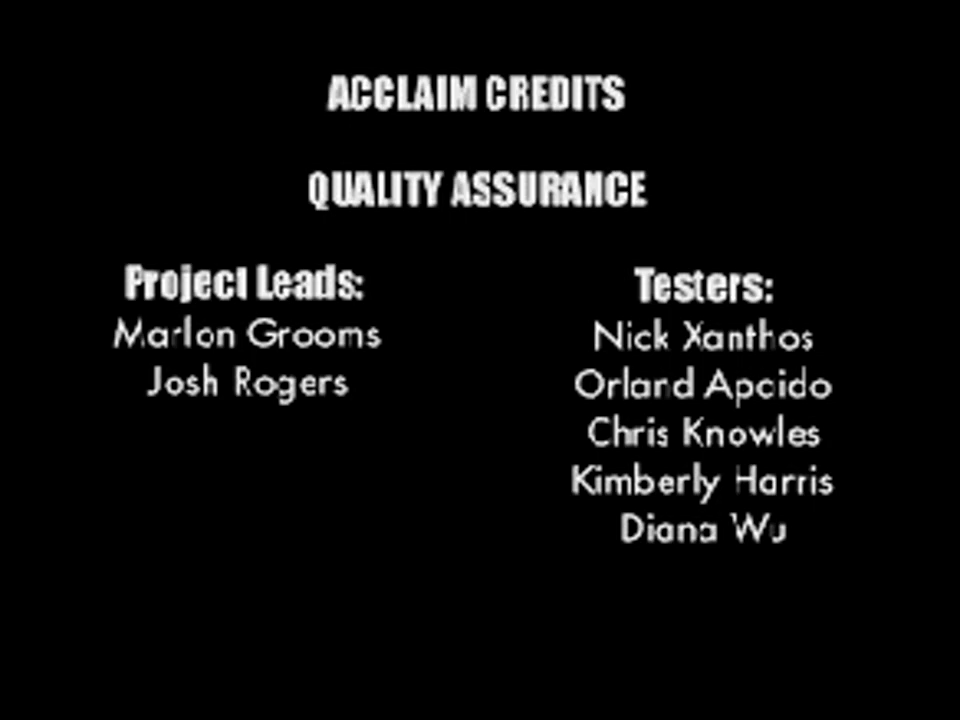 ACCLAIM CREDITS
QUALITY ASSURANCE
Project Leads:
Marlon Grooms
Josh Rogers
Testers:
Nick Xanthos
Orland Apcido
Chris Knowles
Kimberly Harris
Diana Wu